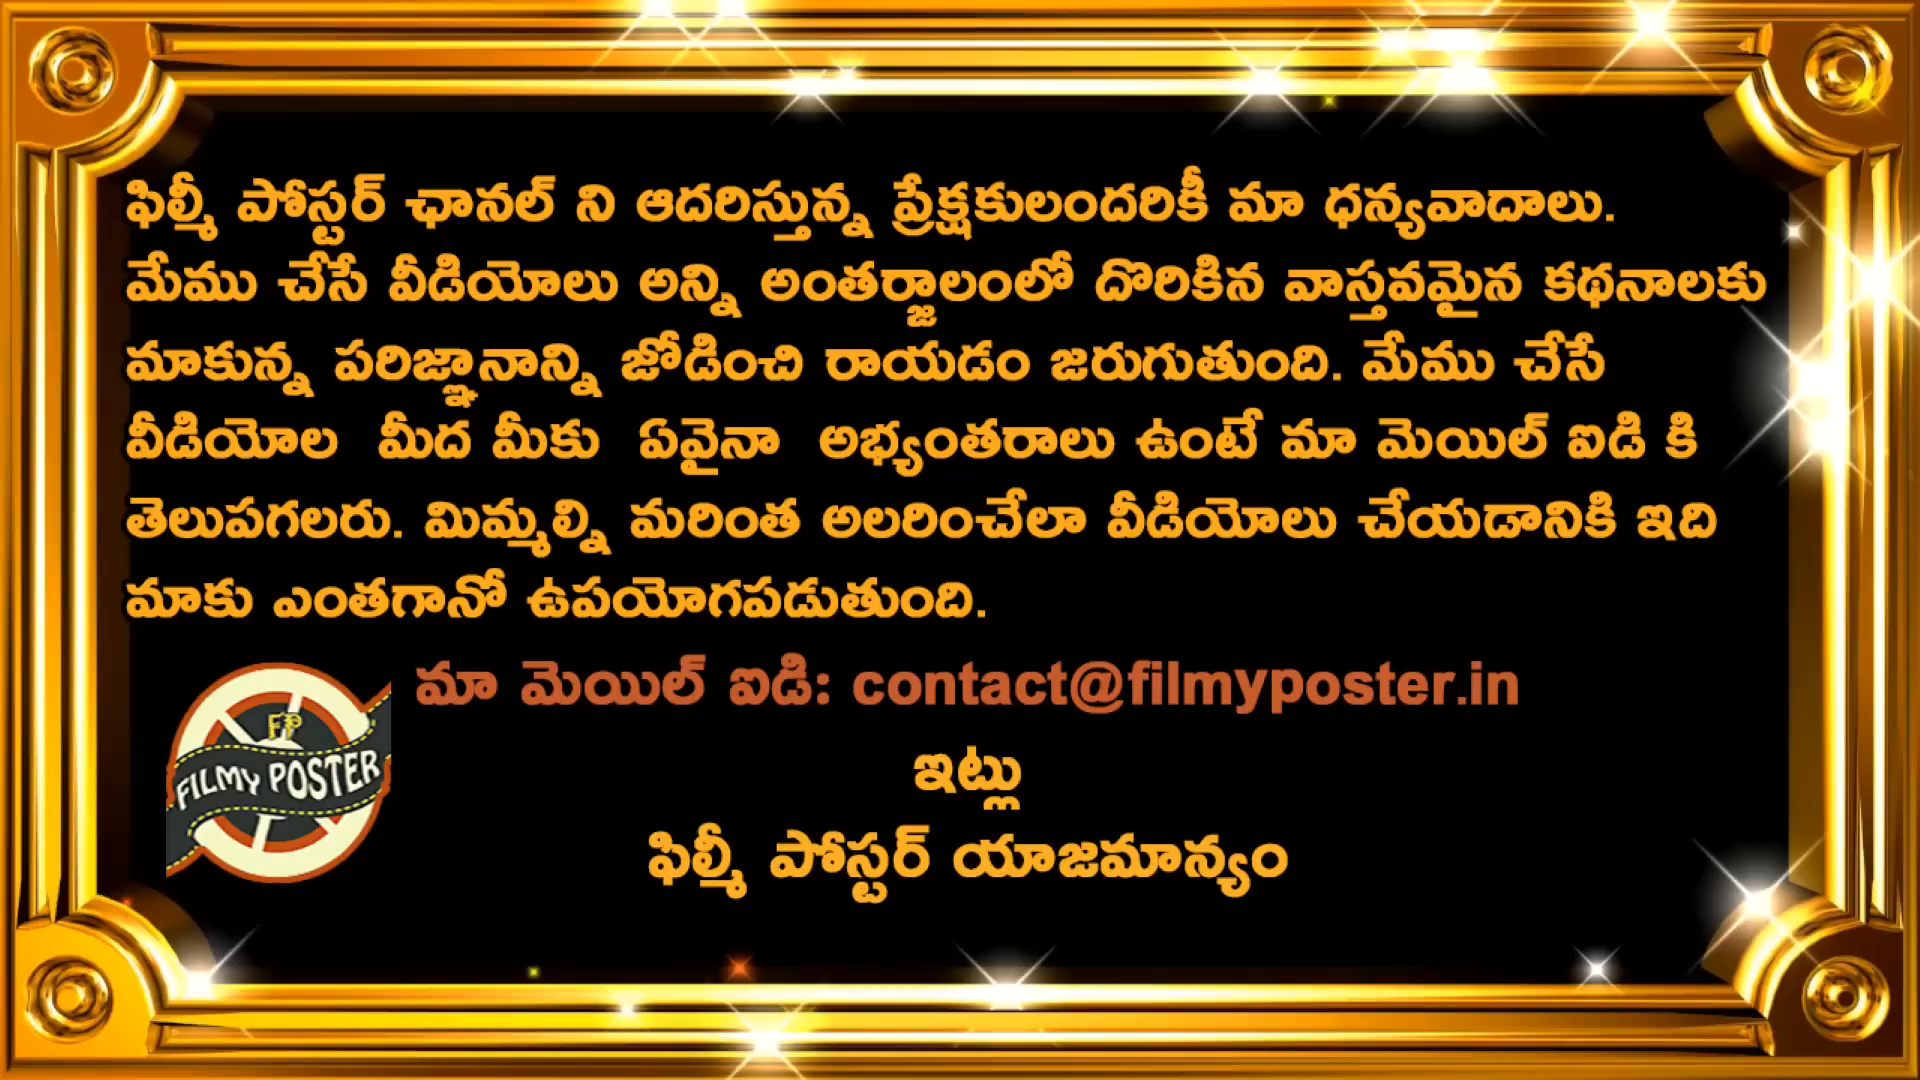 ఫిల్మీ పోస్టర్ ఛానల్ ని ఆదరిస్తున్న ప్రేక్షకులందరికీ మా ధన్యవాదాలు.
మేము చేసే వీడియోలు అన్ని అంతర్జాలంలో దొరికిన వాస్తవమైన కథనాలకు
మాకున్న పరిజ్ఞానాన్ని జోడించి రాయడం జరుగుతుంది. మేము చేసే
వీడియోల మీద మీకు ఏవైనా అభ్యంతరాలు ఉంటే మా మెయిల్ ఐడి కి
తెలుపగలరు. మిమ్మల్ని మరింత అలరించేలా వీడియోలు చేయడానికి ఇది
మాకు ఎంతగానో ఉపయోగపడుతుంది.
మా మెయిల్ ఐడి: contact@filmyposter.in
FP
FILMY POSTER
ఇట్లు
ఫిల్మీ పోస్టర్ యాజమాన్యం